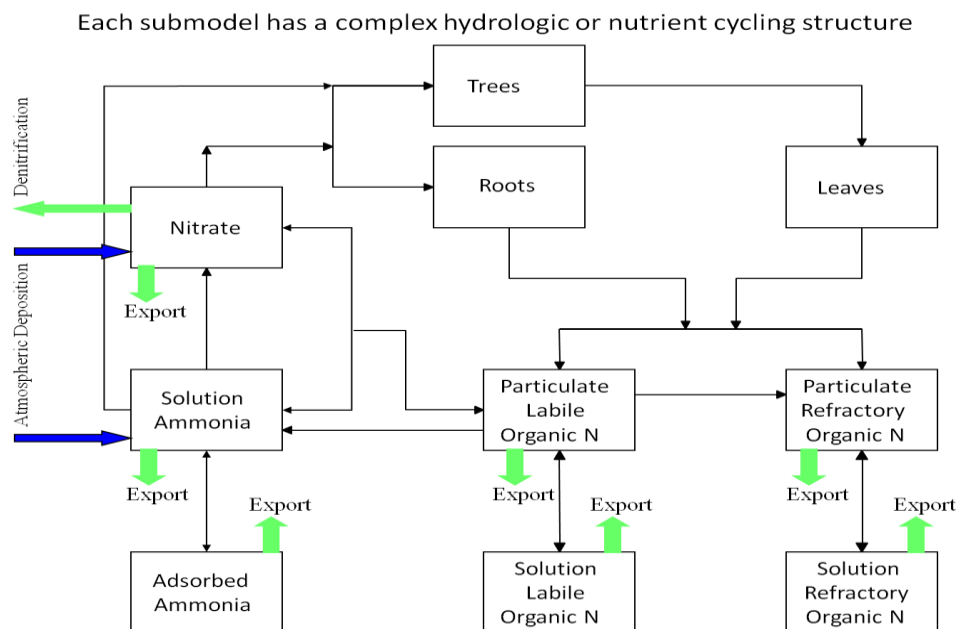 Each submodel has a complex hydrologic or nutrient cycling structure
Trees
Denitrification
Roots
Leaves
Nitrate
Atmospheric Deposition
Export
Solution
Ammonia
Particulate
Labile
Organic N
Particulate
Refractory
Organic N
Export
Export
Export
Export
Export
Export
Adsorbed
Ammonia
Solution
Labile
Organic N
Solution
Refractory
Organic N